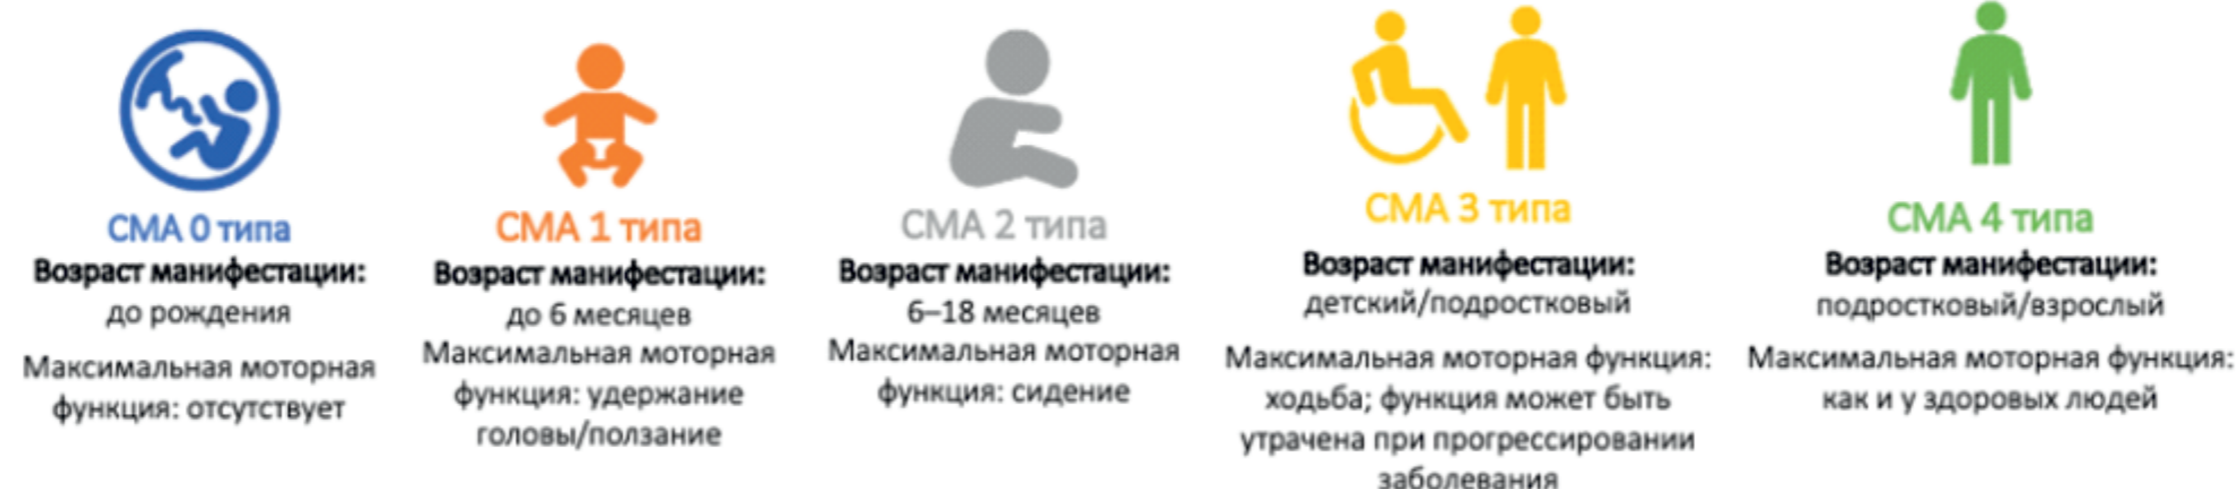 СМА 0 типа
Возраст манифестации:
до рождения
Максимальная моторная
функция: отсутствует
СМА 1 типа
Возраст манифестации:
до 6 месяцев
Максимальная моторная
функция: удержание
головы/ползание
СМА 2 типа
Возраст манифестации:
6–18 месяцев
Максимальная моторная
функция: сидение
СМА 3 типа
Возраст манифестации:
детский/подростковый
Максимальная моторная функция:
ходьба; функция может быть
утрачена при прогрессировании
заболевания
СМА 4 типа
Возраст манифестации:
подростковый/взрослый
Максимальная моторная функция:
как и у здоровых людей